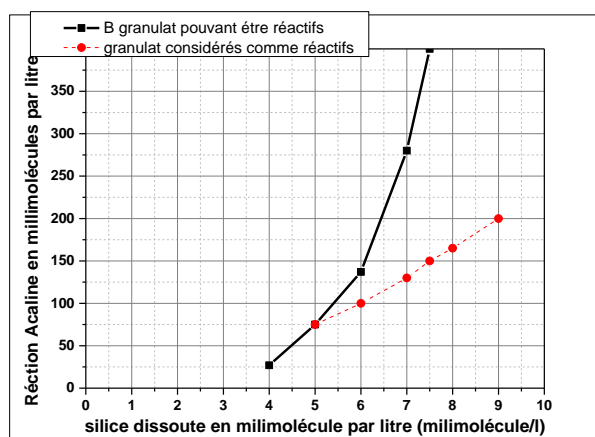 B granulat pouvant étre réactifs
granulat considérés comme réactifs
Réction Acaline en millimolécules par litre
350
300
250
200
150
100
50
0
0 1 2 3 4 5 6 7 8 9 10
silice dissoute en milimolécule par litre (milimolécule/l)